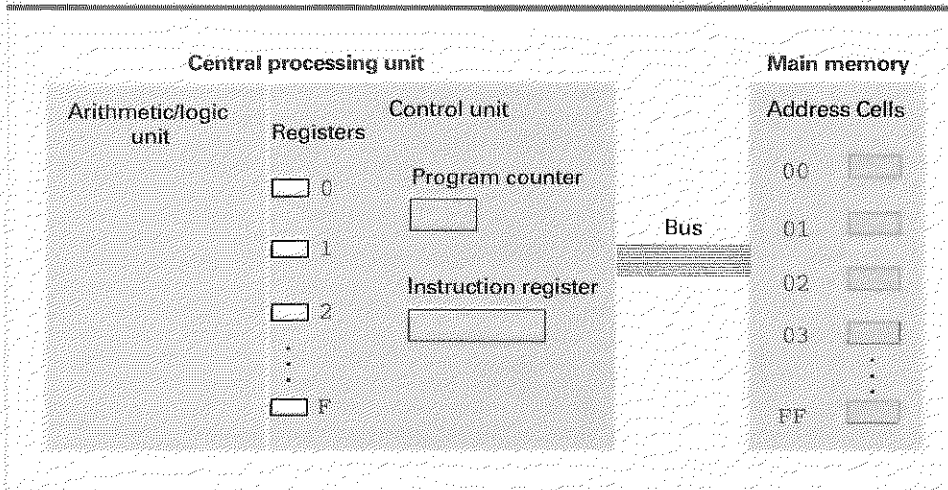 Central processing unit
Main memory
Arithmetic/logic
unit
Registers
Control unit
Address Cells
0
1
2
F
Program counter
Instruction register
Bus
00
01
02
03
FF